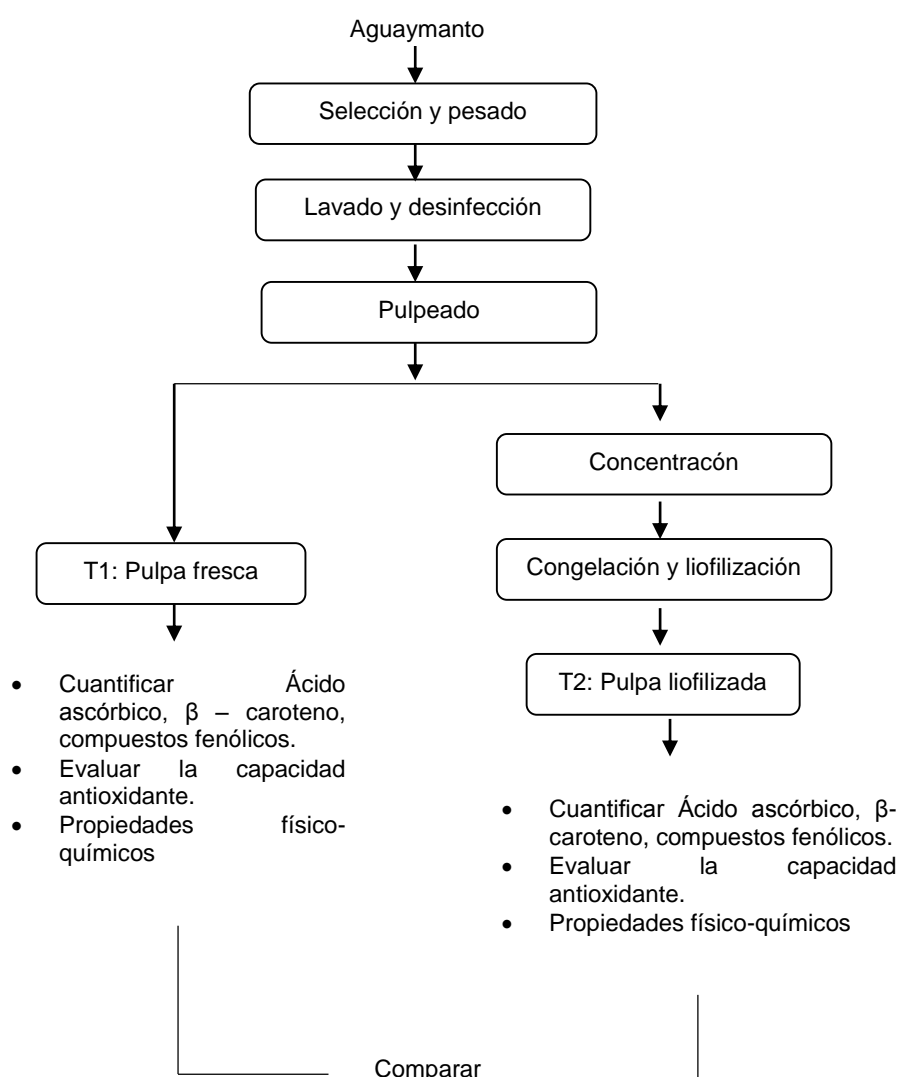 Aguaymanto
Selección y pesado
Lavado y desinfección
Pulpeado
Concentracón
Congelación y liofilización
T1: Pulpa fresca
T2: Pulpa liofilizada
• Cuantificar Ácido
ascórbico, β – caroteno,
compuestos fenólicos.
• Evaluar la capacidad
antioxidante.
• Propiedades físico-
químicos
• Cuantificar Ácido ascórbico, β-
caroteno, compuestos fenólicos.
• Evaluar la capacidad
antioxidante.
• Propiedades físico-químicos
Comparar